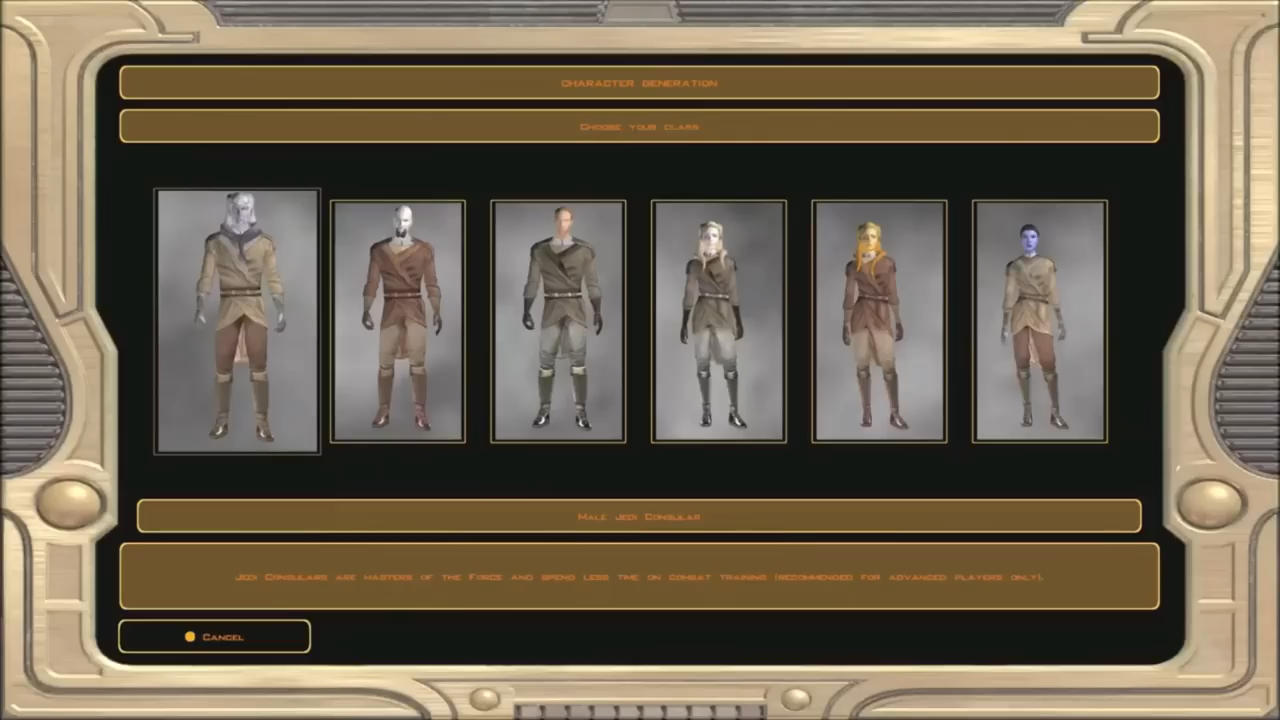 Character Generation
Choose your class
Male Jedi Consular
Jedi Consulars are masters of the Force and spend less time on combat training (recommended for advanced players only).
Cancel